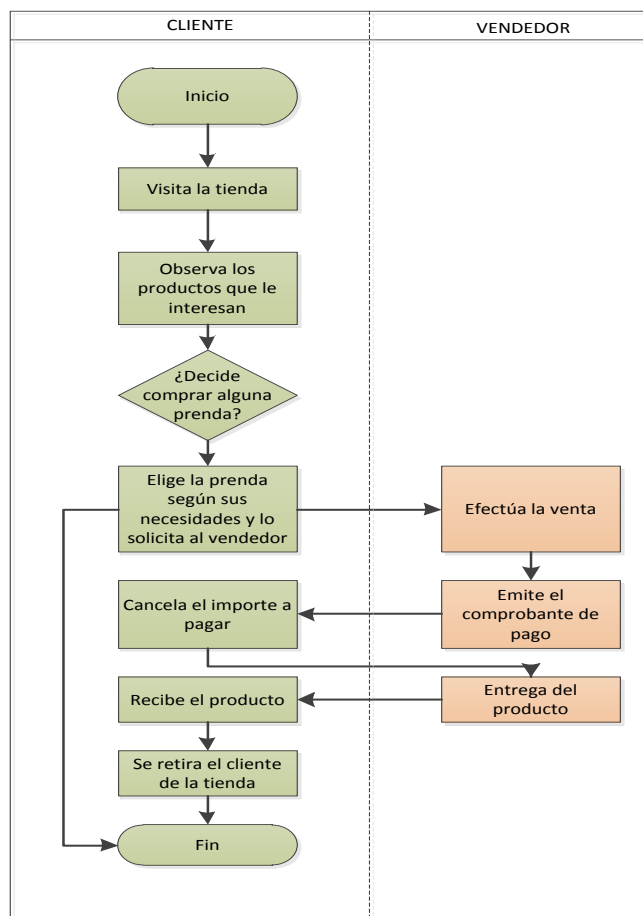 CLIENTE
VENDEDOR
Inicio
Visita la tienda
Observa los
productos que le
interesan
¿Decide
comprar alguna
prenda?
Elige la prenda
según sus
necesidades y lo
solicita al vendedor
Efectúa la venta
Emite el
comprobante de
pago
Cancela el importe a
pagar
Entrega del
producto
Recibe el producto
Se retira el cliente
de la tienda
Fin